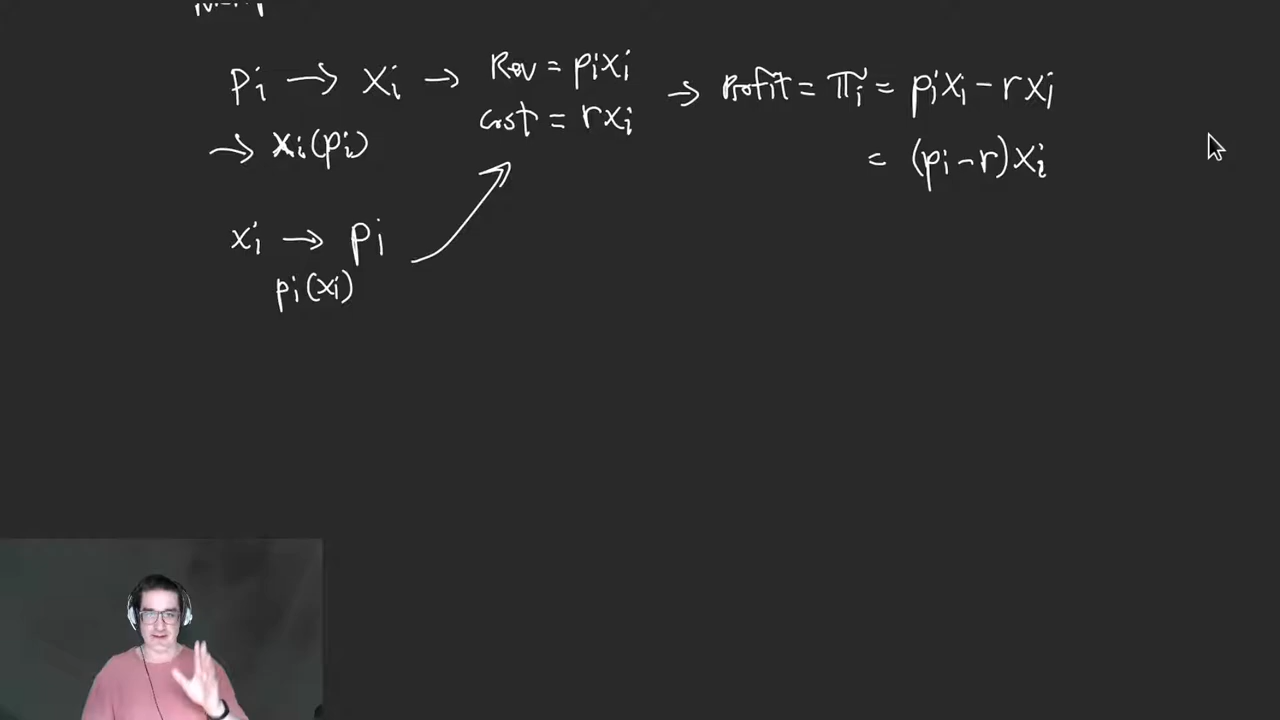 pi → xi → Rev = pixi → Profit = πi = pixi - rxi
→ xi(pi) cost = rxi = (pi-r)xi
xi → pi
pi(xi)